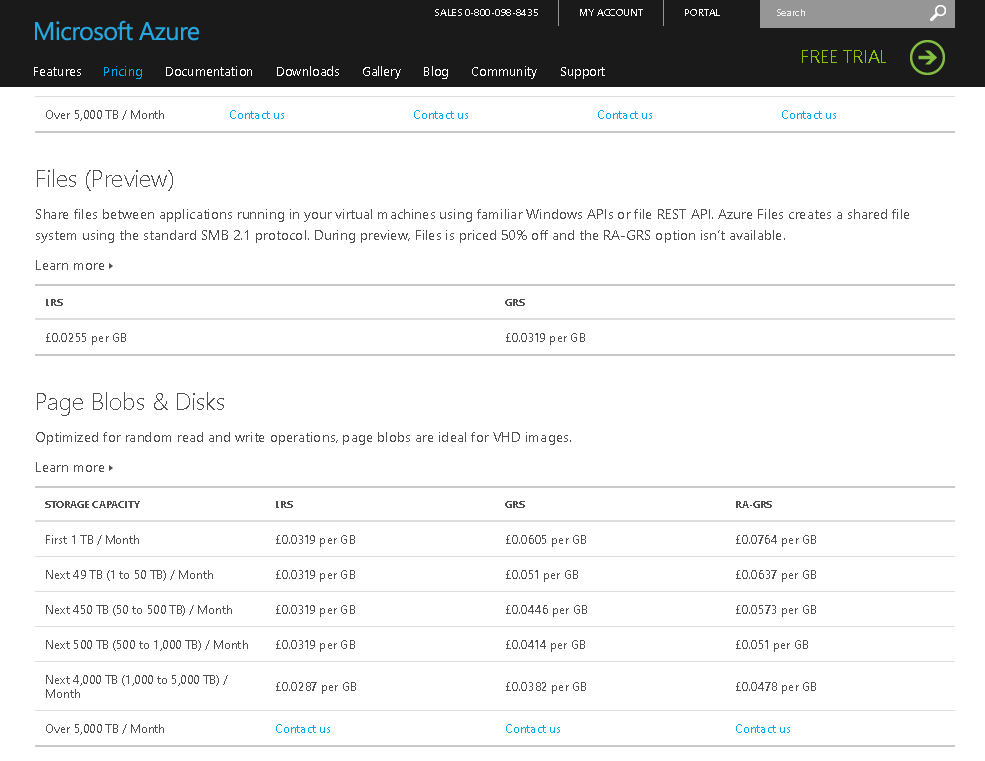 SALES 0-800-098-8435 MY ACCOUNT PORTAL Search
Microsoft Azure
FREE TRIAL
Features Pricing Documentation Downloads Gallery Blog Community Support
Over 5,000 TB / Month Contact us Contact us Contact us Contact us
Files (Preview)
Share files between applications running in your virtual machines using familiar Windows APIs or file REST API. Azure Files creates a shared file
system using the standard SMB 2.1 protocol. During preview, Files is priced 50% off and the RA-GRS option isn't available.
Learn more
LRS GRS
£0.0255 per GB £0.0319 per GB
Page Blobs & Disks
Optimized for random read and write operations, page blobs are ideal for VHD images.
Learn more
STORAGE CAPACITY LRS GRS RA-GRS
First 1 TB / Month £0.0319 per GB £0.0605 per GB £0.0764 per GB
Next 49 TB (1 to 50 TB) / Month £0.0319 per GB £0.051 per GB £0.0637 per GB
Next 450 TB (50 to 500 TB) / Month £0.0319 per GB £0.0446 per GB £0.0573 per GB
Next 500 TB (500 to 1,000 TB) / Month £0.0319 per GB £0.0414 per GB £0.051 per GB
Next 4,000 TB (1,000 to 5,000 TB) /
Month £0.0287 per GB £0.0382 per GB £0.0478 per GB
Over 5,000 TB / Month Contact us Contact us Contact us